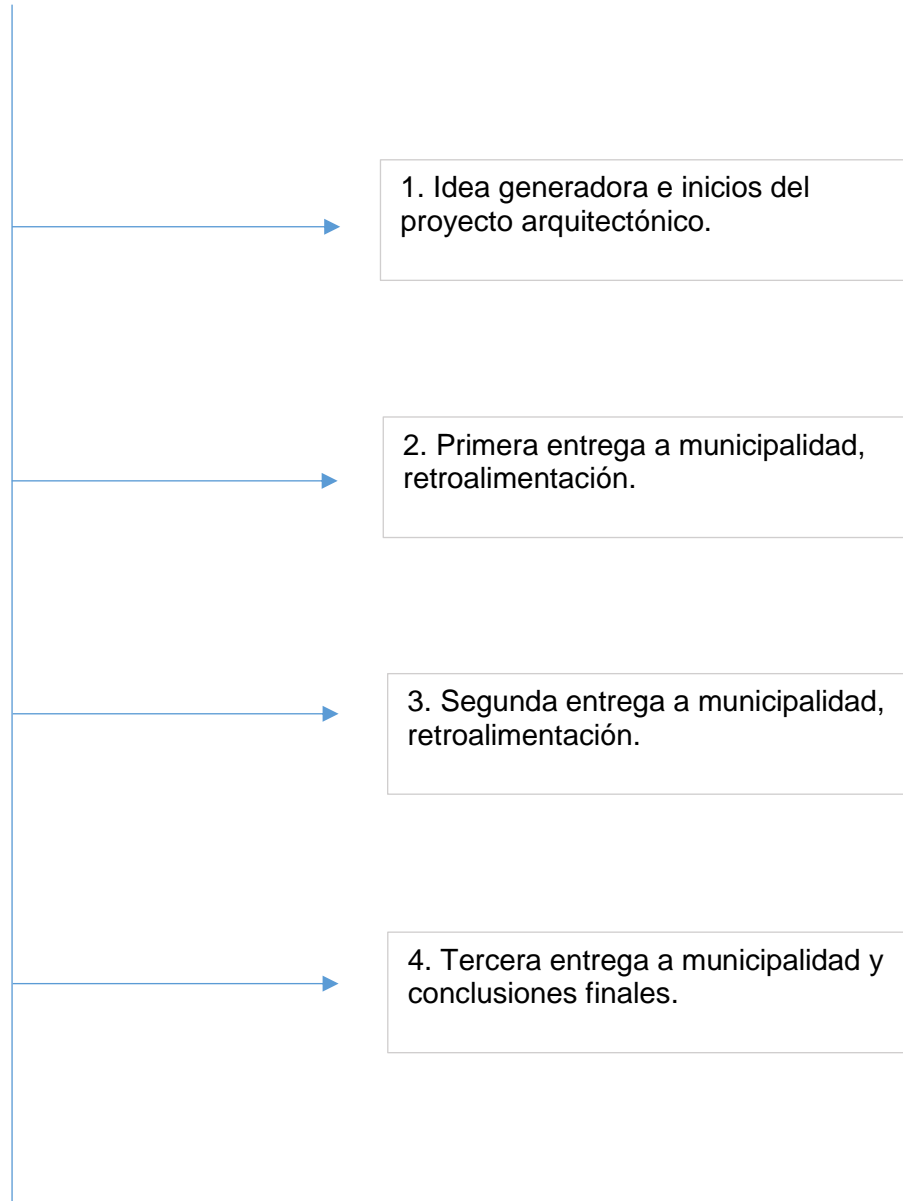 1. Idea generadora e inicios del
proyecto arquitectónico.
2. Primera entrega a municipalidad,
retroalimentación.
3. Segunda entrega a municipalidad,
retroalimentación.
4. Tercera entrega a municipalidad y
conclusiones finales.